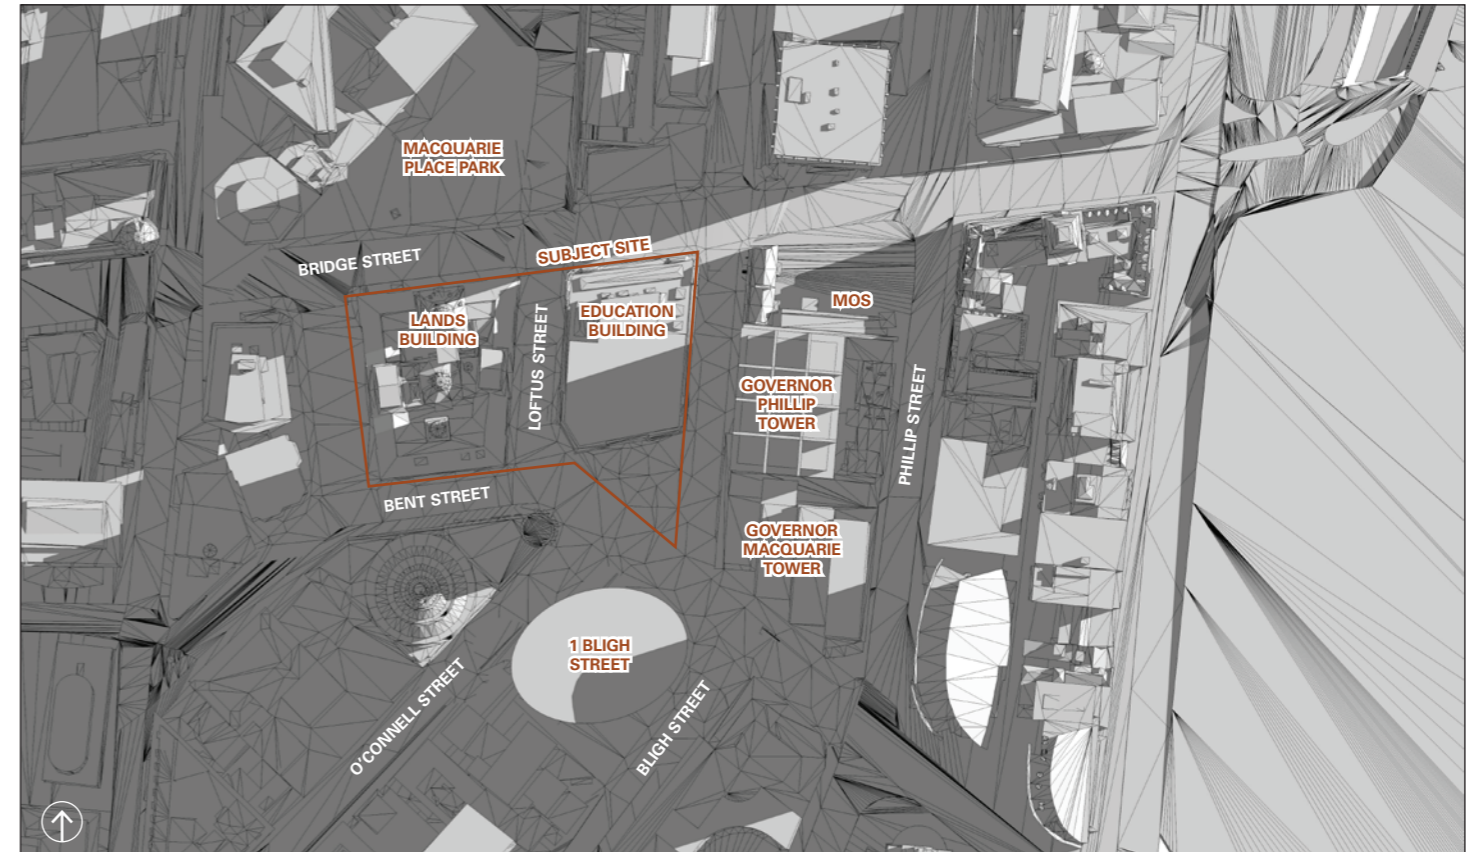 MACQUARIE
PLACE PARK
SUBJECT SITE
BRIDGE STREET
LANDS
BUILDING
LOFTUS STREET
EDUCATION
BUILDING
MOS
GOVERNOR
PHILLIP
TOWER
PHILLIP STREET
BENT STREET
GOVERNOR
MACQUARIE
TOWER
1 BLIGH
STREET
O'CONNELL STREET
BLIGH STREET